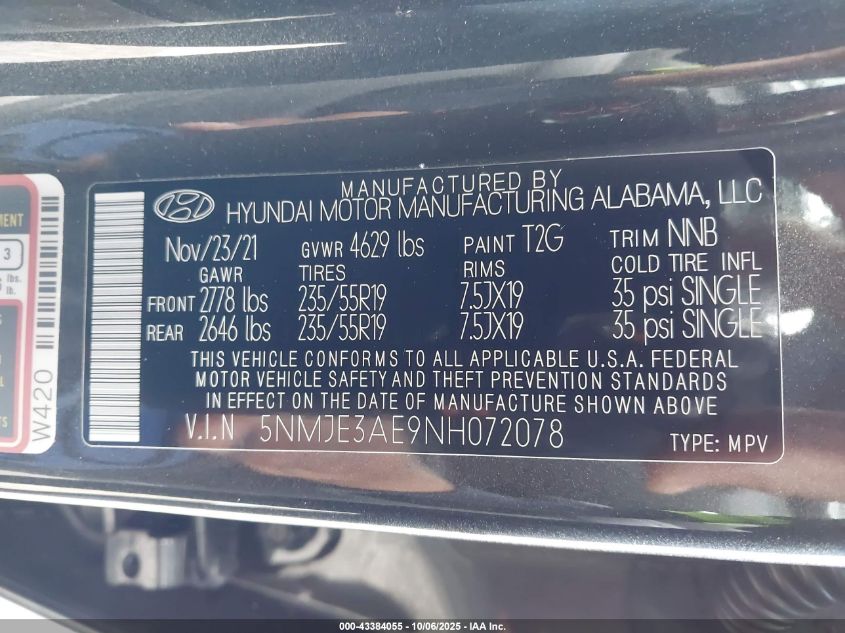 MANUFACTURED BY
HYUNDAI MOTOR MANUFACTURING ALABAMA, LLC
Nov/23/21 GVWR 4629 lbs PAINT T2G TRIM NNB
GAWR TIRES RIMS COLD TIRE INFL
FRONT 2778 lbs 235/55R19 7.5JX19 35 psi SINGLE
REAR 2646 lbs 235/55R19 7.5JX19 35 psi SINGLE
THIS VEHICLE CONFORMS TO ALL APPLICABLE U.S.A. FEDERAL
MOTOR VEHICLE SAFETY AND THEFT PREVENTION STANDARDS
IN EFFECT ON THE DATE OF MANUFACTURE SHOWN ABOVE
V.I.N 5NMJE3AE9NH072078 TYPE: MPV
3
lbs.
W420
000-43384055 - 10/06/2025 - IAA Inc.